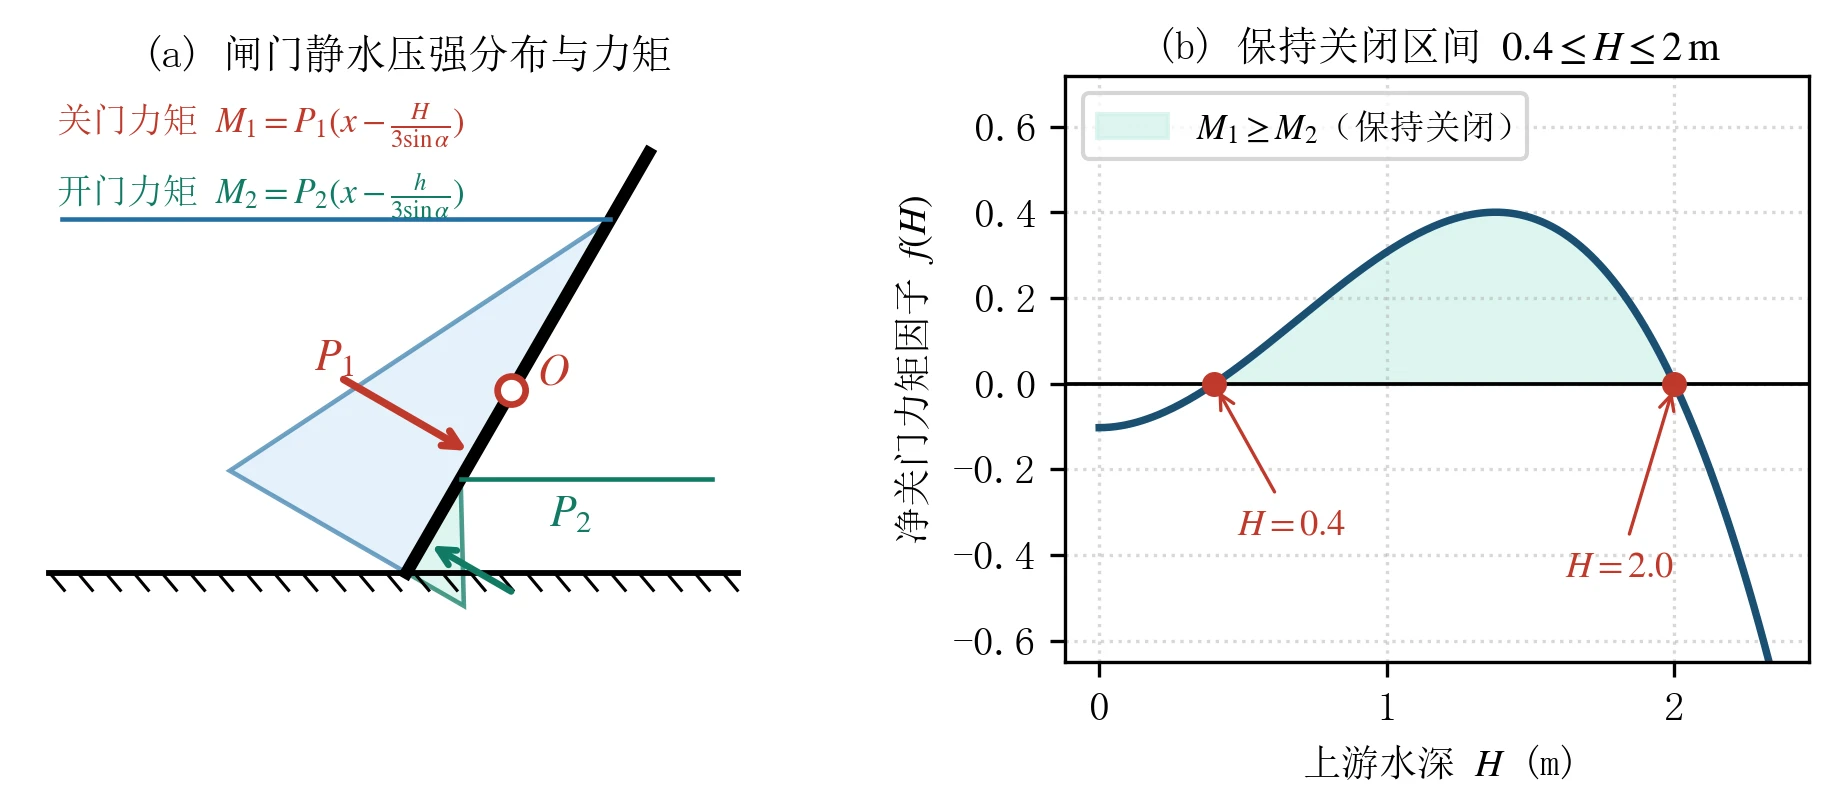 (a) 闸门静水压强分布与力矩
关门力矩 M₁=P₁(x−H/(3sinα))
开门力矩 M₂=P₂(x−h/(3sinα))
P₁
O
P₂
(b) 保持关闭区间 0.4≤H≤2 m
M₁≥M₂（保持关闭）
净关门力矩因子 f(H)
0.6
0.4
0.2
0.0
−0.2
−0.4
−0.6
H=0.4
H=2.0
0 1 2
上游水深 H (m)